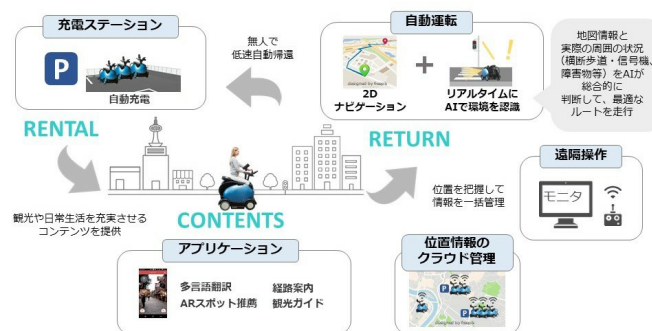 充電ステーション
P
自動充電
無人で
低速自動帰還
自動運転
2D
ナビゲーション
+
リアルタイムに
AIで環境を認識
地図情報と
実際の周囲の状況
（横断歩道・信号機、
障害物等）をAIが
総合的に
判断して、最適な
ルートを走行
RENTAL
RETURN
遠隔操作
モニタ
位置を把握して
情報を一括管理
観光や日常生活を充実させる
コンテンツを提供
CONTENTS
アプリケーション
多言語翻訳
経路案内
ARスポット推薦
観光ガイド
位置情報の
クラウド管理
P
P